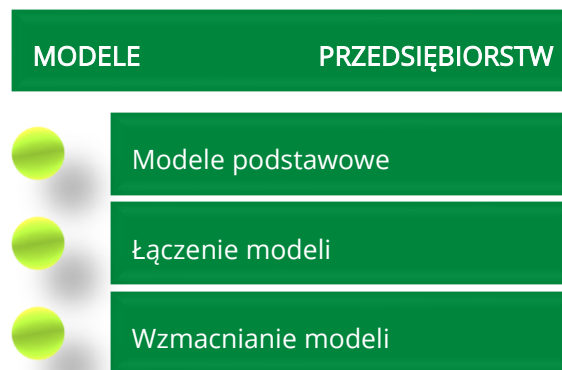 MODELE PRZEDSIĘBIORSTW
Modele podstawowe
Łączenie modeli
Wzmacnianie modeli